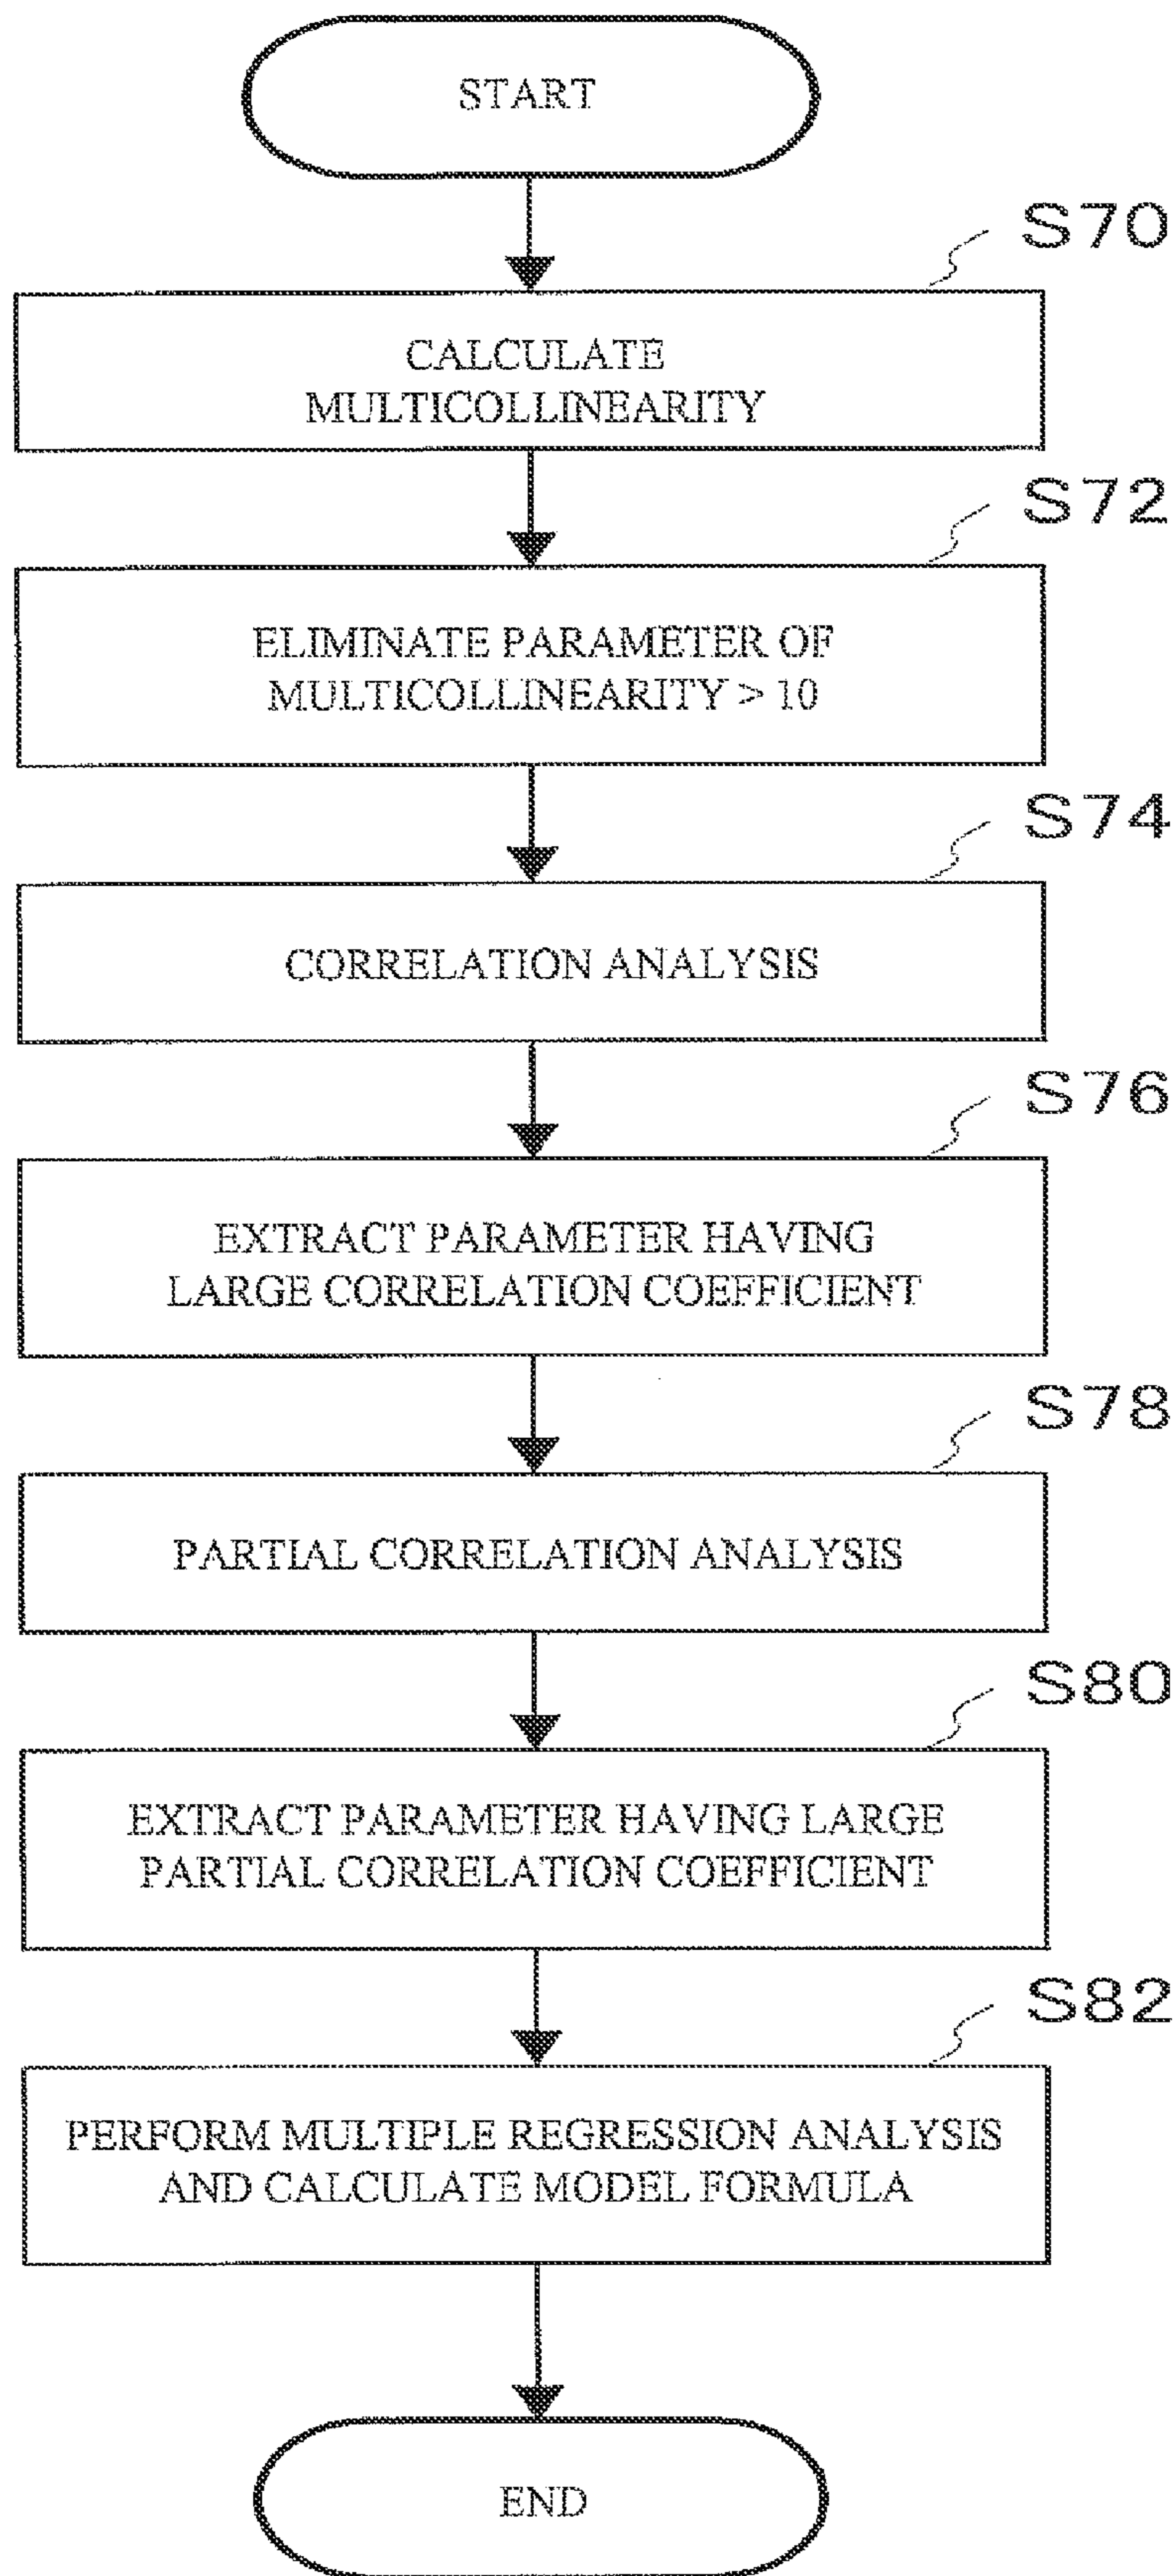 START
S70
CALCULATE
MULTICOLLINEARITY
S72
ELIMINATE PARAMETER OF
MULTICOLLINEARITY > 10
S74
CORRELATION ANALYSIS
S76
EXTRACT PARAMETER HAVING
LARGE CORRELATION COEFFICIENT
S78
PARTIAL CORRELATION ANALYSIS
S80
EXTRACT PARAMETER HAVING LARGE
PARTIAL CORRELATION COEFFICIENT
S82
PERFORM MULTIPLE REGRESSION ANALYSIS
AND CALCULATE MODEL FORMULA
END